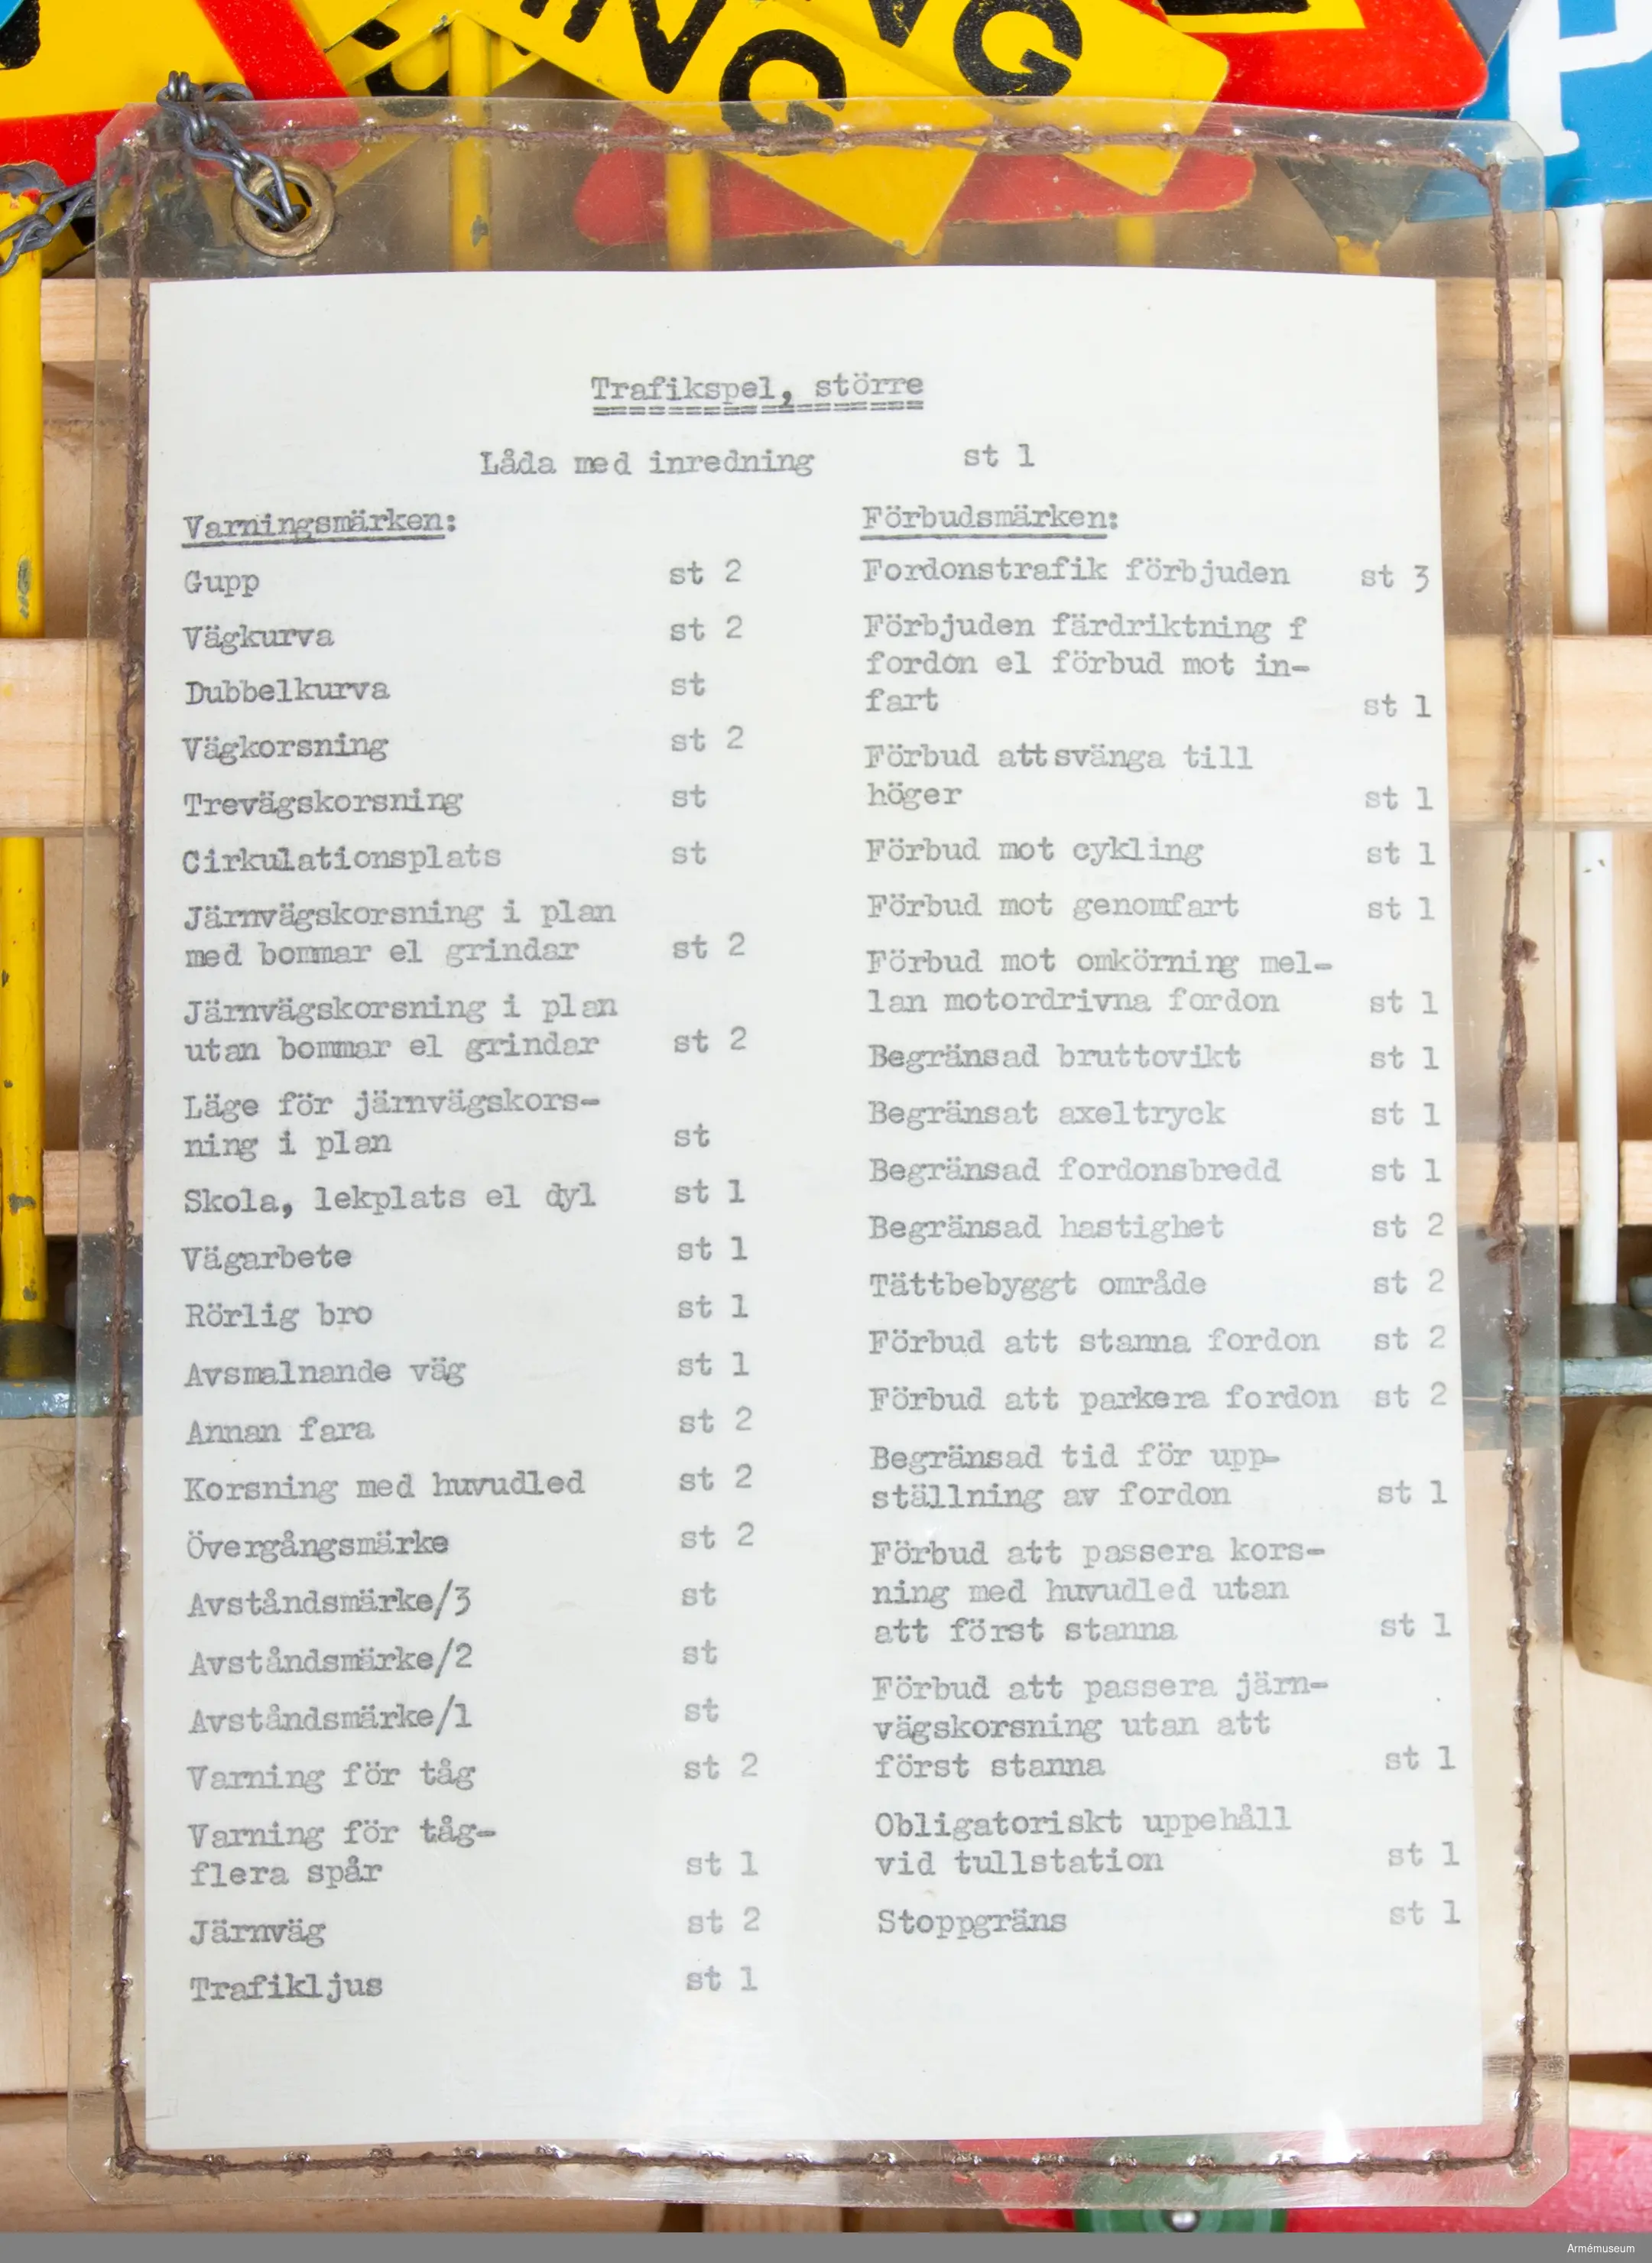 ING
NG
P
Trafikspel, större
Låda med inredning st 1
Varningsmärken:
Gupp st 2
Vägkurva st 2
Dubbelkurva st
Vägkorsning st 2
Trevägskorsning st
Cirkulationsplats st
Järnvägskorsning i plan
med bommar el grindar st 2
Järnvägskorsning i plan
utan bommar el grindar st 2
Läge för järnvägskors-
ning i plan st
Skola, lekplats el dyl st 1
Vägarbete st 1
Rörlig bro st 1
Avsmalnande väg st 1
Annan fara st 2
Korsning med huvudled st 2
Övergångsmärke st 2
Avståndsmärke/3 st
Avståndsmärke/2 st
Avståndsmärke/1 st
Varning för tåg st 2
Varning för tåg-
flera spår st 1
Järnväg st 2
Trafikljus st 1
Förbudsmärken:
Fordonstrafik förbjuden st 3
Förbjuden färdriktning f
fordon el förbud mot in-
fart st 1
Förbud att svänga till
höger st 1
Förbud mot cykling st 1
Förbud mot genomfart st 1
Förbud mot omkörning mel-
lan motordrivna fordon st 1
Begränsad bruttovikt st 1
Begränsat axeltryck st 1
Begränsad fordonsbredd st 1
Begränsad hastighet st 2
Tättbebyggt område st 2
Förbud att stanna fordon st 2
Förbud att parkera fordon st 2
Begränsad tid för upp-
ställning av fordon st 1
Förbud att passera kors-
ning med huvudled utan
att först stanna st 1
Förbud att passera järn-
vägskorsning utan att
först stanna st 1
Obligatoriskt uppehåll
vid tullstation st 1
Stoppgräns st 1
Armémuseum